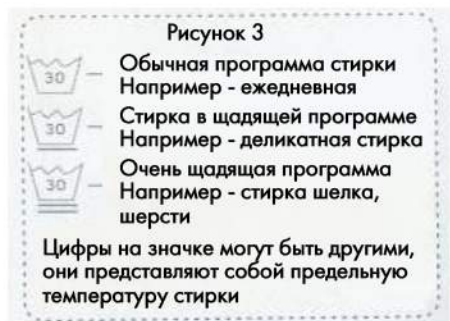 Рисунок 3
30 — Обычная программа стирки
Например - ежедневная
30 — Стирка в щадящей программе
Например - деликатная стирка
30 — Очень щадящая программа
Например - стирка шелка,
шерсти
Цифры на значке могут быть другими,
они представляют собой предельную
температуру стирки